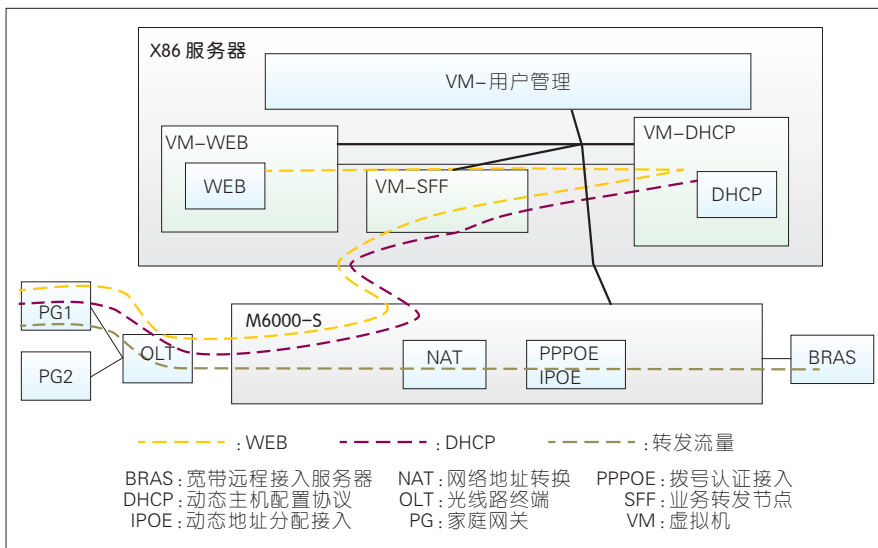 X86 服务器
VM-用户管理
VM-WEB
WEB
VM-SFF
VM-DHCP
DHCP
PG1
PG2
OLT
M6000-S
NAT
PPPOE
IPOE
BRAS
:WEB :DHCP :转发流量
BRAS:宽带远程接入服务器 NAT:网络地址转换 PPPOE:拨号认证接入
DHCP:动态主机配置协议 OLT:光线路终端 SFF:业务转发节点
IPOE:动态地址分配接入 PG:家庭网关 VM:虚拟机